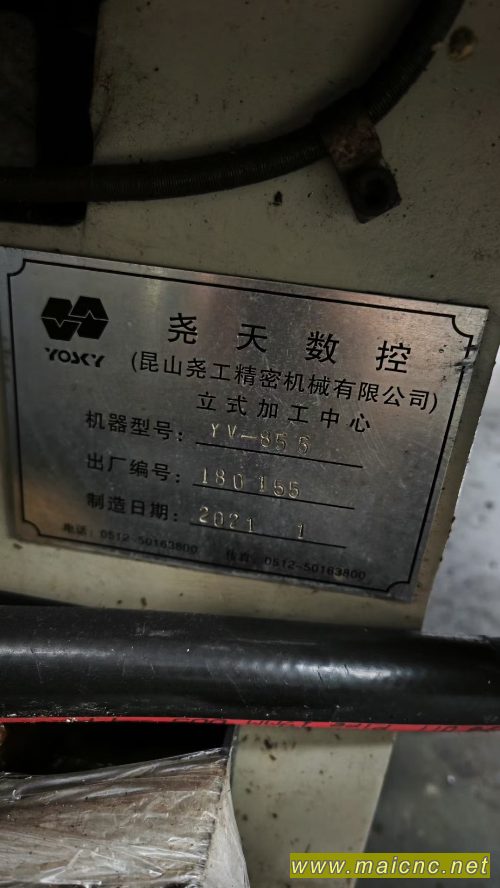 YOSKY
尧天数控
(昆山尧工精密机械有限公司)
立式加工中心
机器型号: YV-855
出厂编号: 180155
制造日期: 2021 1
电话: 0512-50163800 传真: 0512-50163800
www.maicnc.net